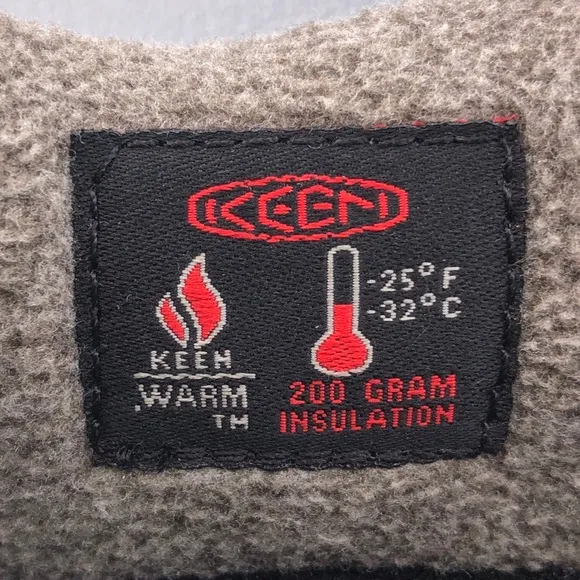 KEEN
-25°F
-32°C
KEEN
.WARM
TM
200 GRAM
INSULATION